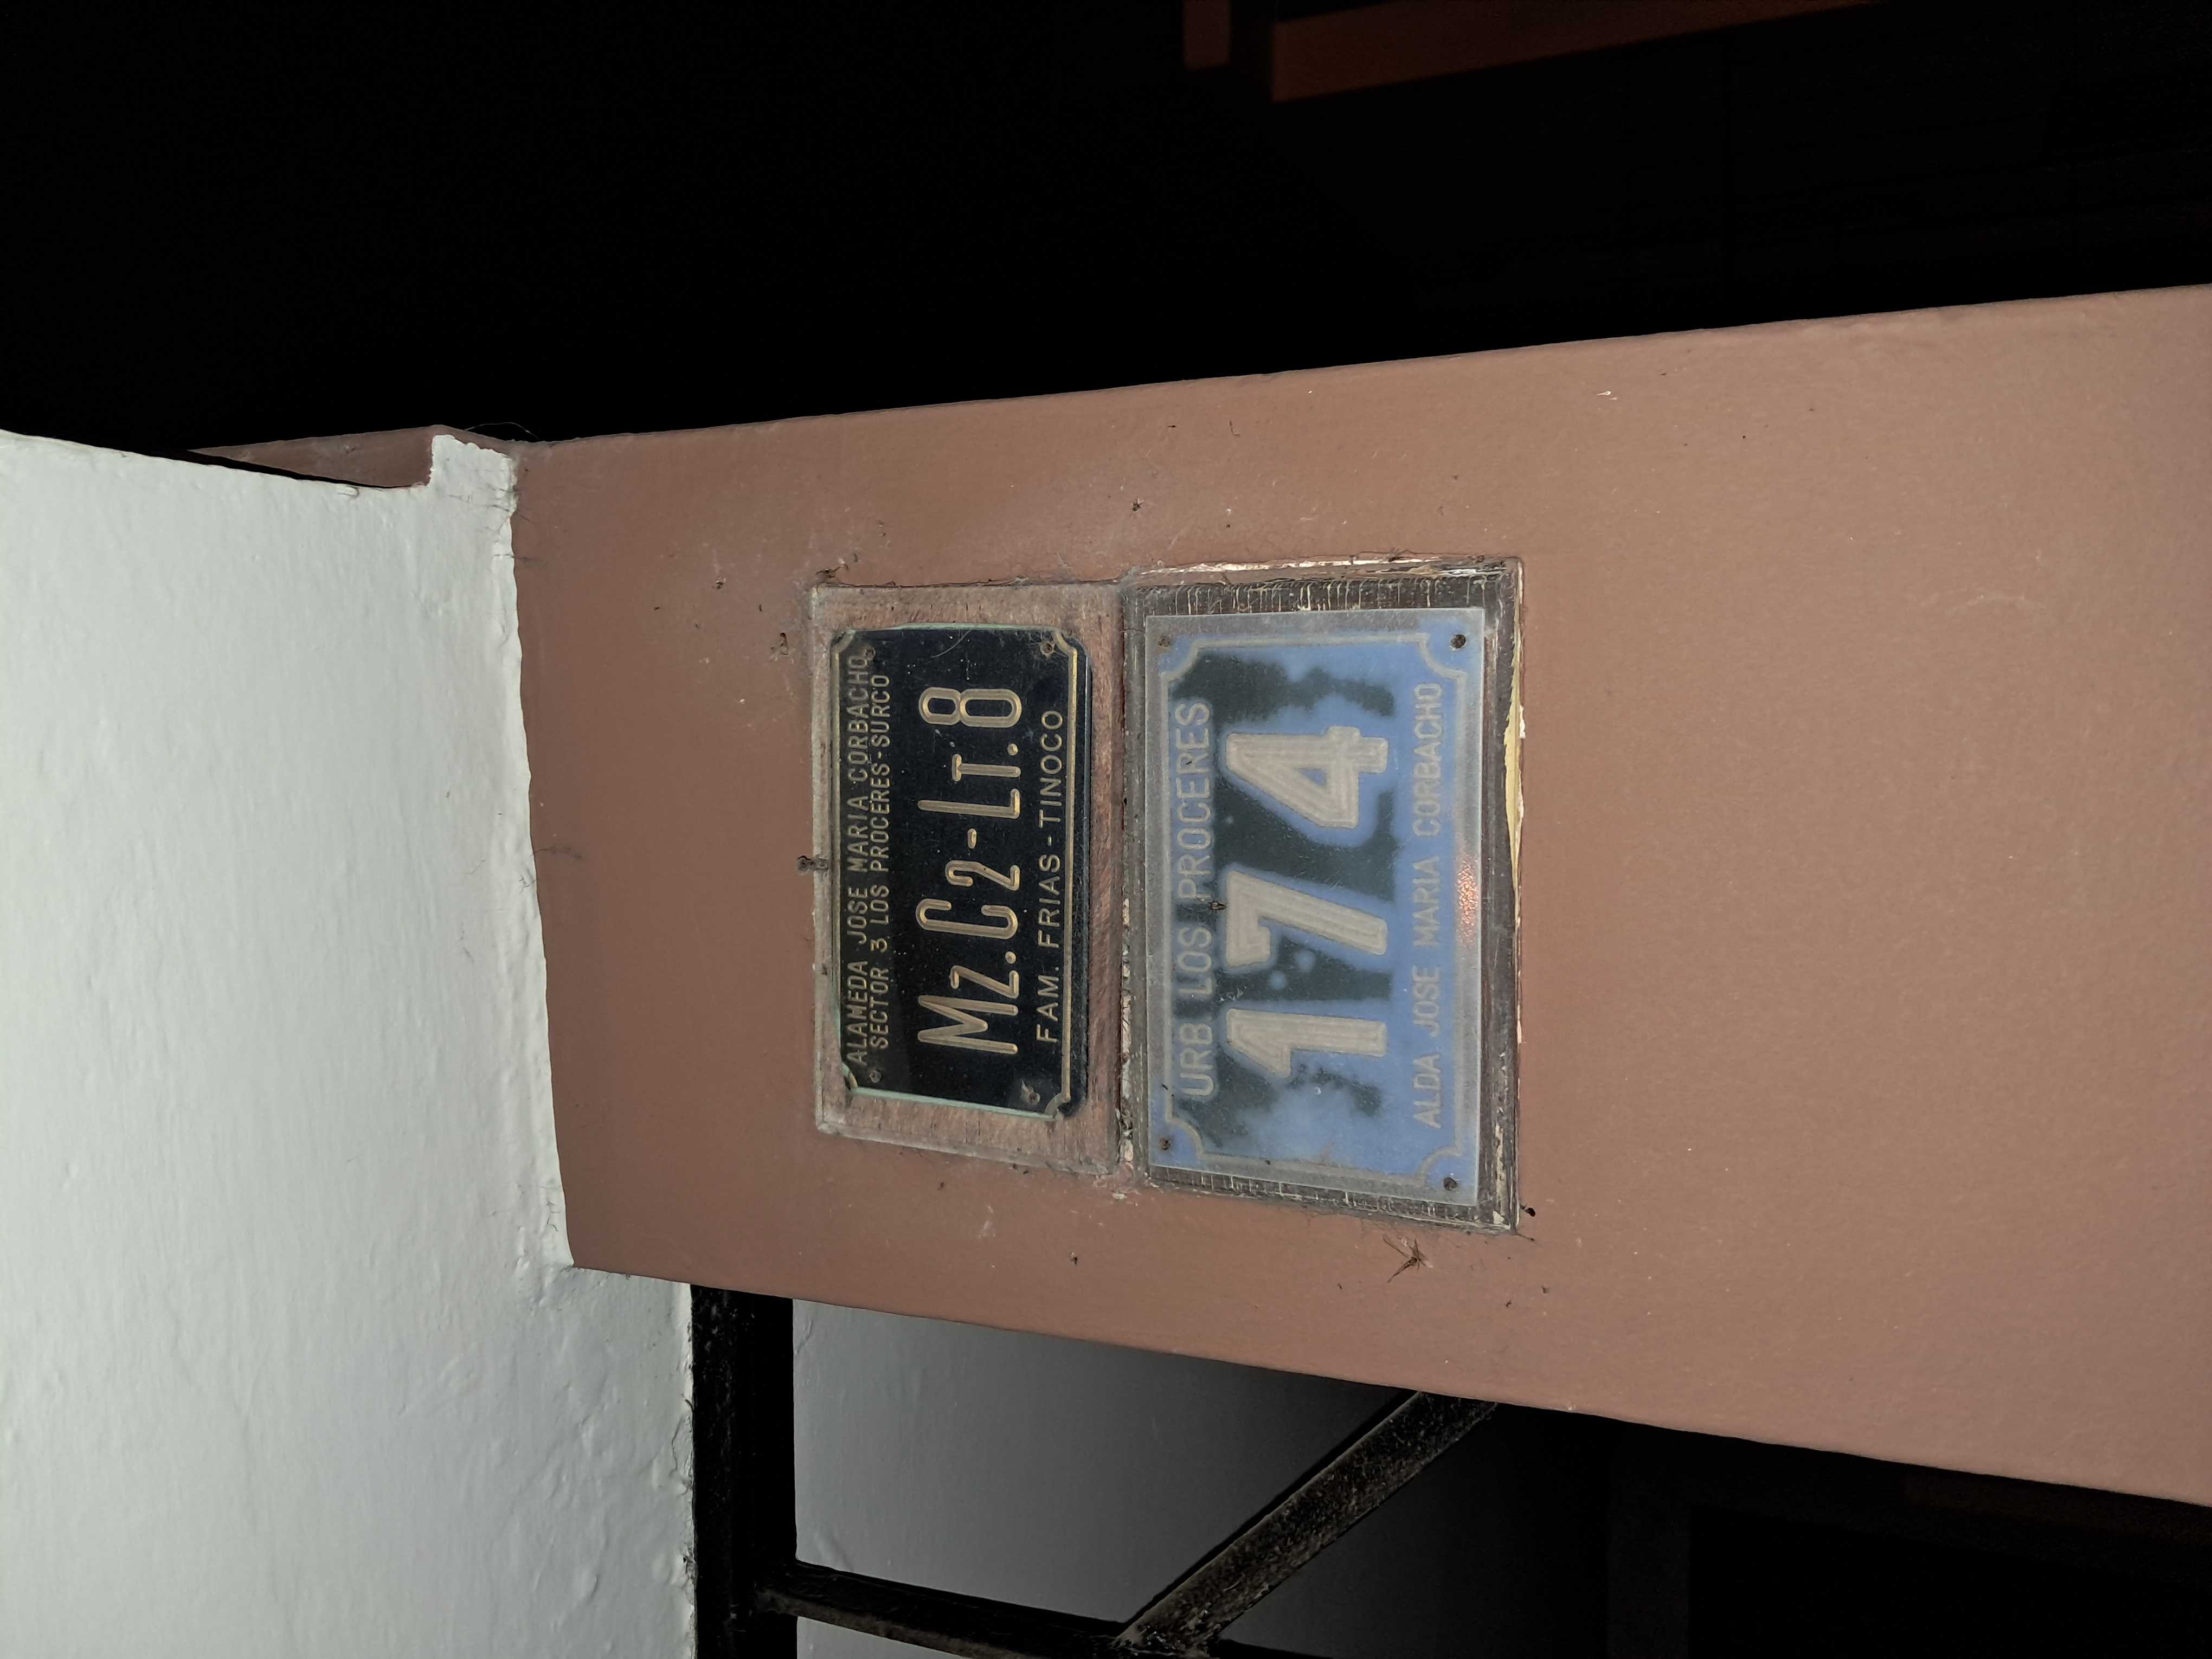 ALAMEDA JOSE MARIA CORBACHO
SECTOR 3 LOS PROCERES-SURCO
Mz.C2-LT.8
FAM. FRIAS-TINOCO
URB LOS PROCERES
174
ALDA JOSE MARIA CORBACHO